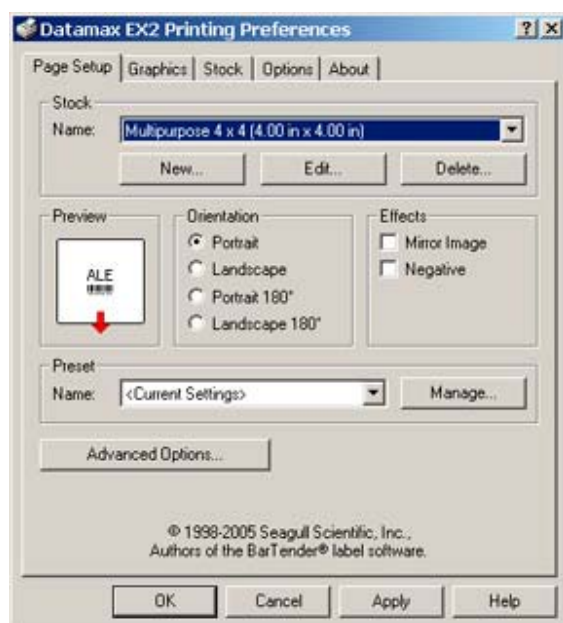 Datamax EX2 Printing Preferences
Page Setup Graphics Stock Options About
Stock
Name: Multipurpose 4 x 4 (4.00 in x 4.00 in)
New... Edit... Delete...
Preview Orientation Effects
Portrait Mirror Image
ALE Landscape Negative
Portrait 180°
Landscape 180°
Preset
Name: <Current Settings> Manage...
Advanced Options...
© 1998-2005 Seagull Scientific, Inc.,
Authors of the BarTender® label software.
OK Cancel Apply Help